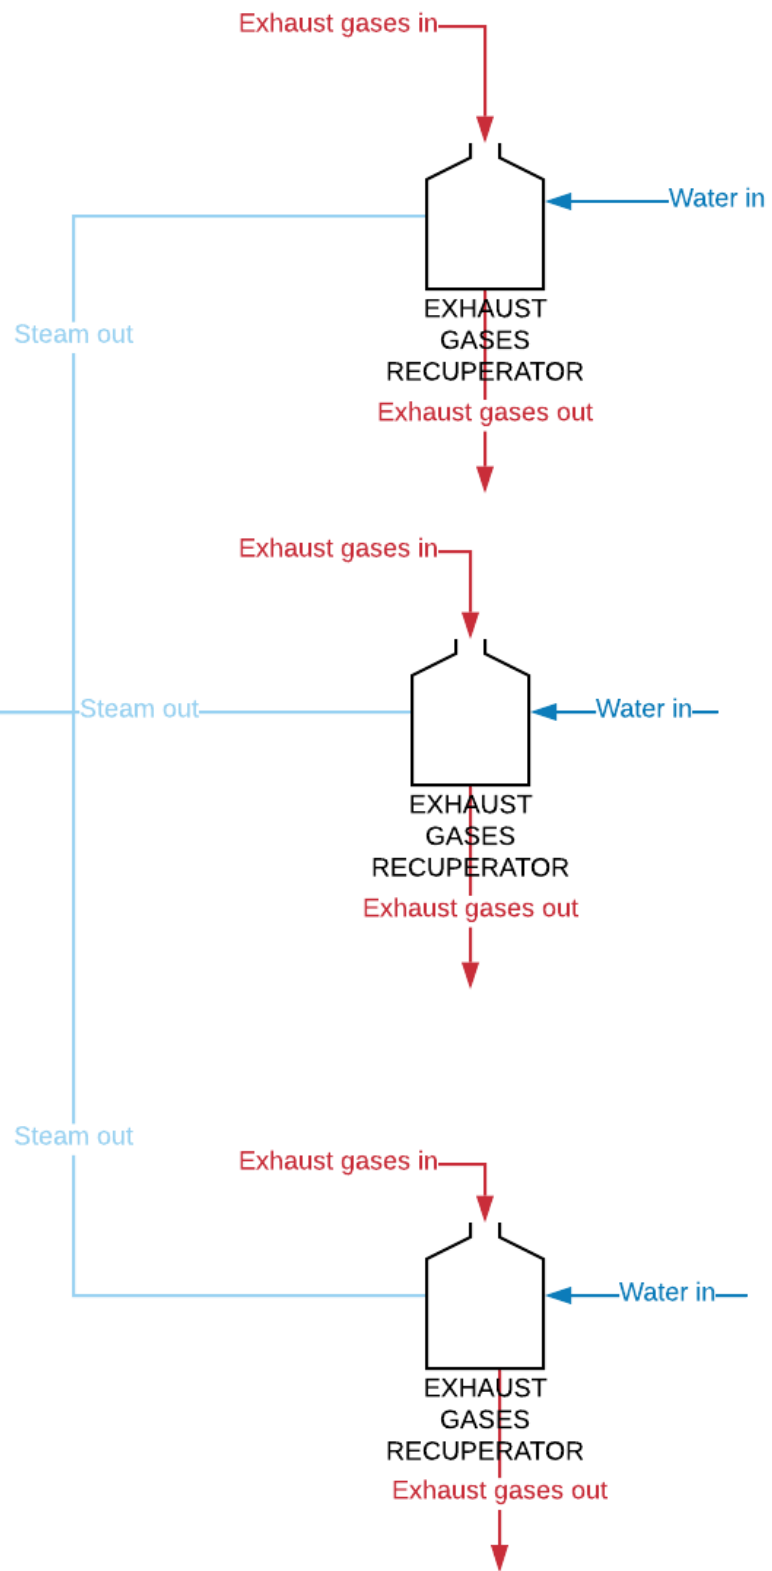 Exhaust gases in
Water in
EXHAUST
GASES
RECUPERATOR
Steam out
Exhaust gases out
Exhaust gases in
Steam out
Water in
EXHAUST
GASES
RECUPERATOR
Exhaust gases out
Steam out
Exhaust gases in
Water in
EXHAUST
GASES
RECUPERATOR
Exhaust gases out